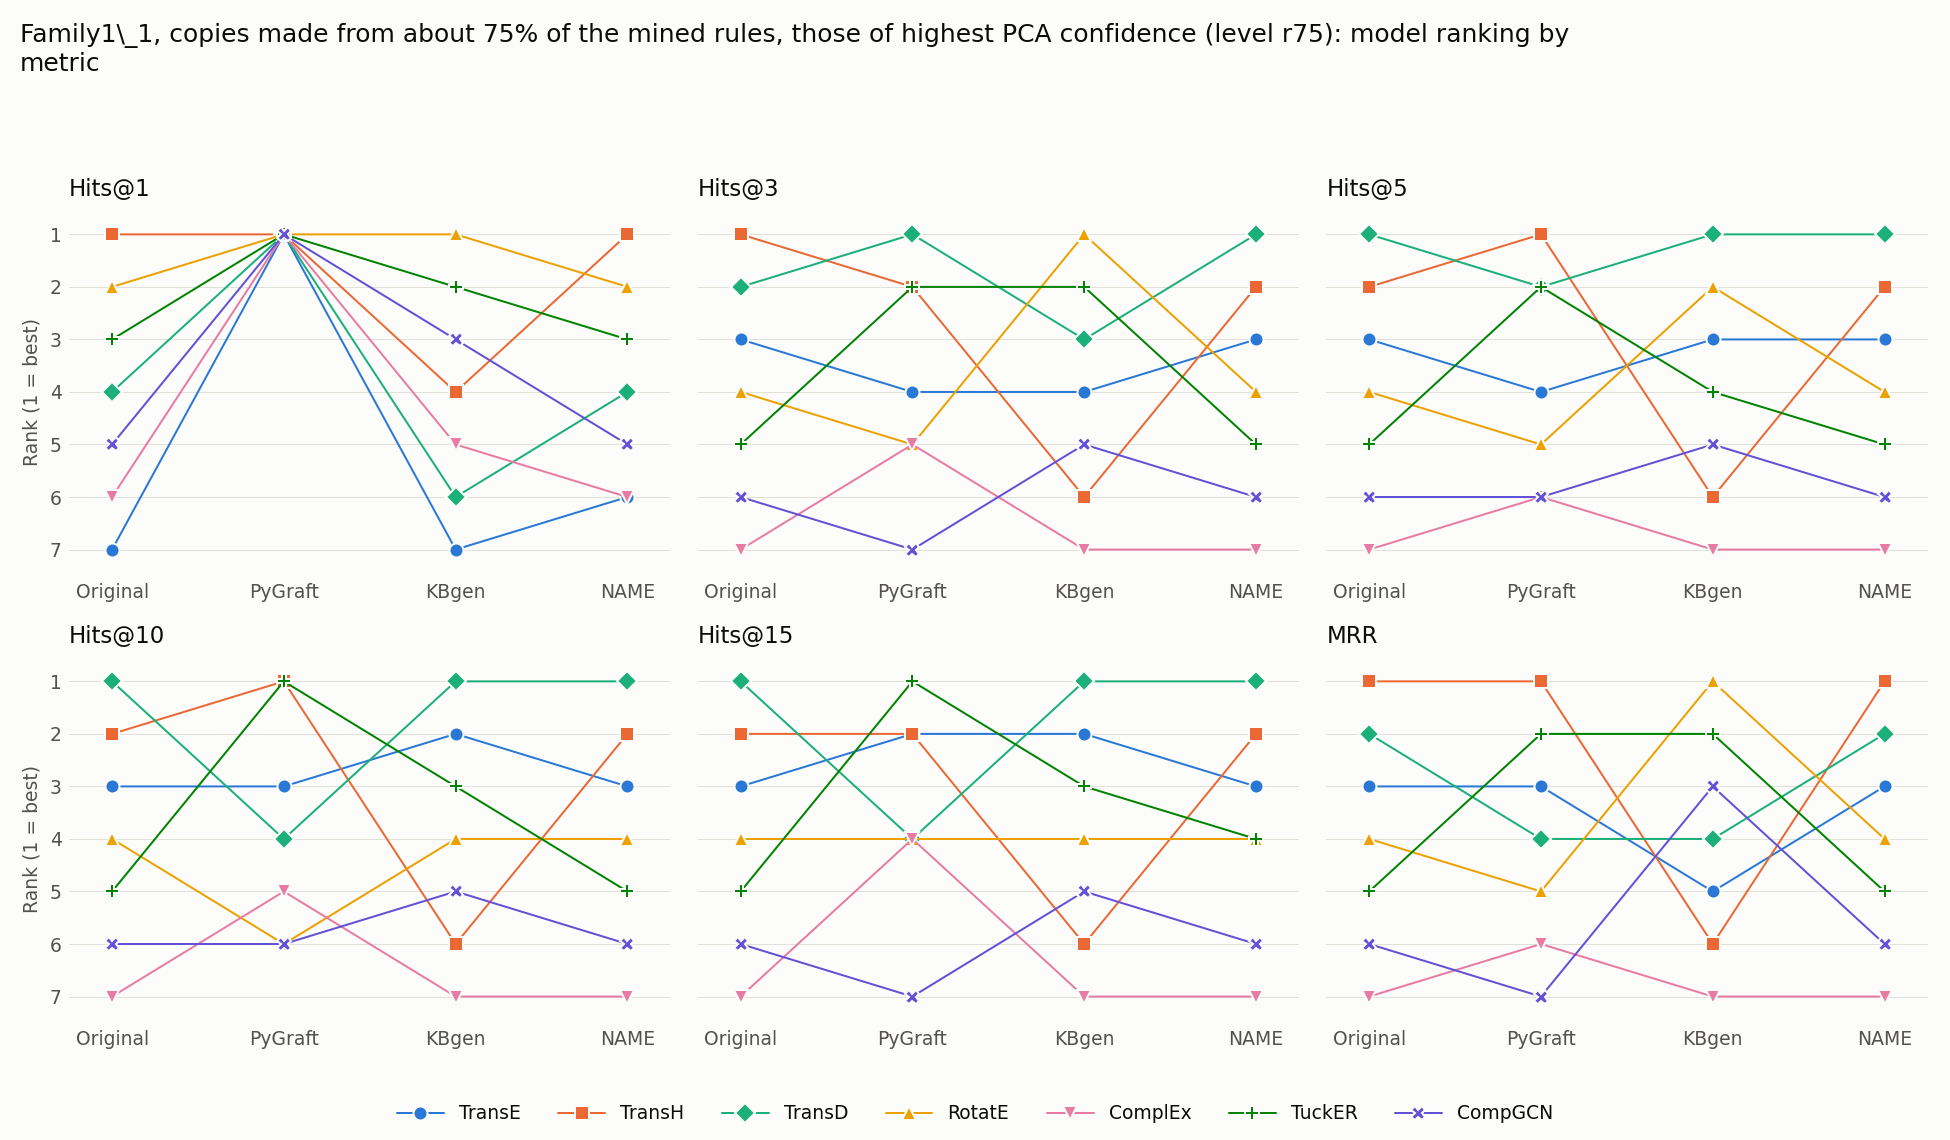 Family1\_1, copies made from about 75% of the mined rules, those of highest PCA confidence (level r75): model ranking by
metric
Hits@1
Hits@3
Hits@5
Rank (1 = best)
1
2
3
4
5
6
7
Original PyGraft KBgen NAME
Original PyGraft KBgen NAME
Original PyGraft KBgen NAME
Hits@10
Hits@15
MRR
Rank (1 = best)
1
2
3
4
5
6
7
Original PyGraft KBgen NAME
Original PyGraft KBgen NAME
Original PyGraft KBgen NAME
TransE TransH TransD RotatE ComplEx TuckER CompGCN